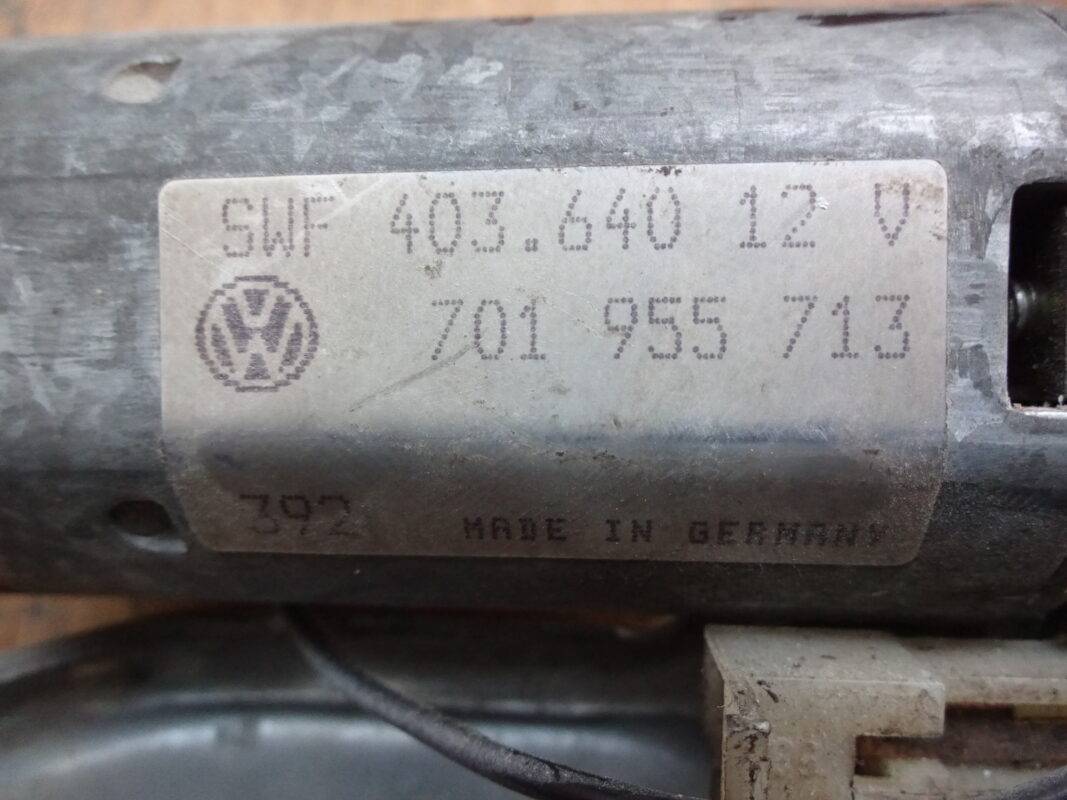 SWF 403.640 12 V
701 955 713
392
MADE IN GERMANY